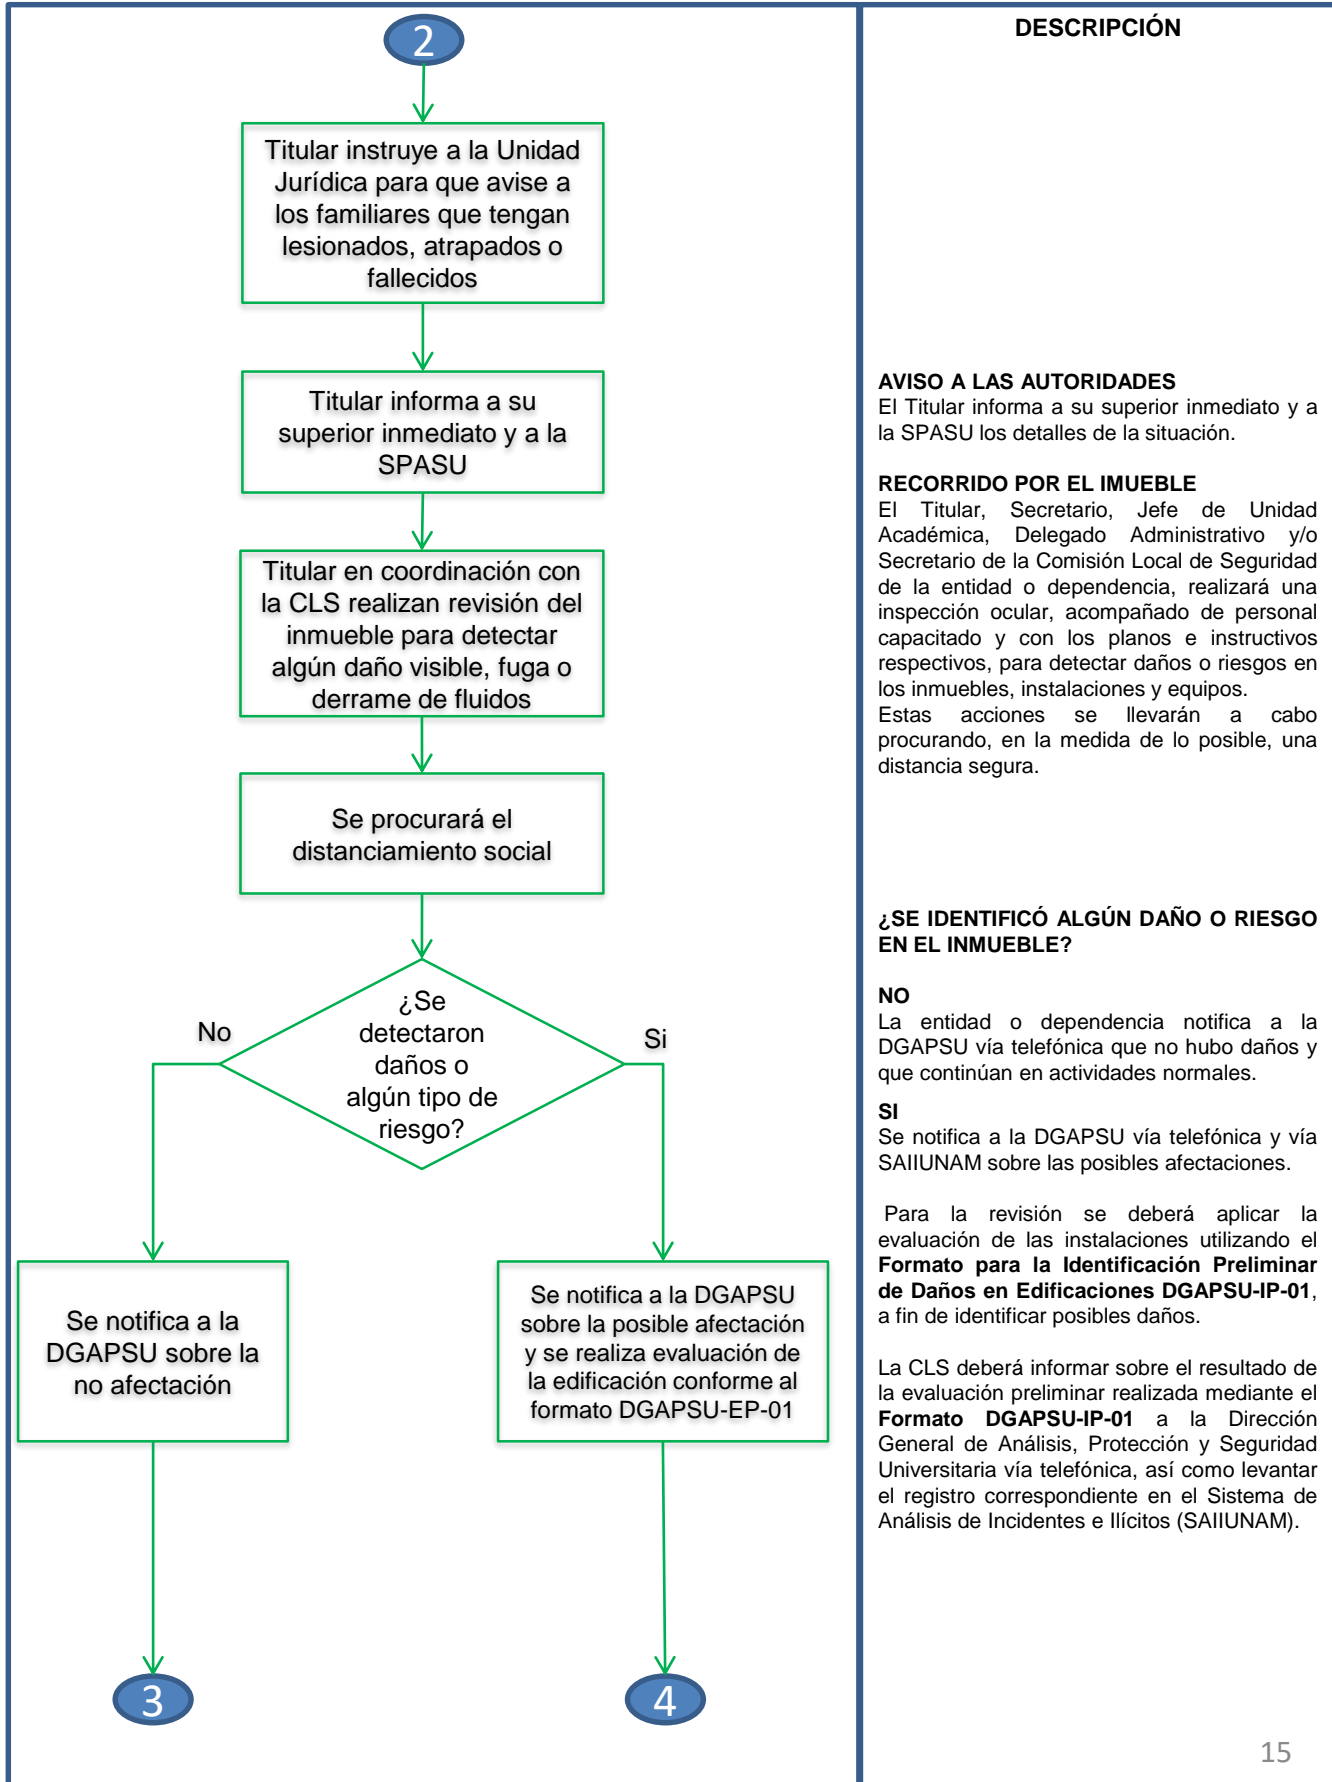 2
Titular instruye a la Unidad
Jurídica para que avise a
los familiares que tengan
lesionados, atrapados o
fallecidos
Titular informa a su
superior inmediato y a la
SPASU
Titular en coordinación con
la CLS realizan revisión del
inmueble para detectar
algún daño visible, fuga o
derrame de fluidos
Se procurará el
distanciamiento social
¿Se
detectaron
daños o
algún tipo de
riesgo?
No
Si
Se notifica a la
DGAPSU sobre la
no afectación
Se notifica a la DGAPSU
sobre la posible afectación
y se realiza evaluación de
la edificación conforme al
formato DGAPSU-EP-01
3
4
DESCRIPCIÓN
AVISO A LAS AUTORIDADES
El Titular informa a su superior inmediato y a
la SPASU los detalles de la situación.
RECORRIDO POR EL IMUEBLE
El Titular, Secretario, Jefe de Unidad
Académica, Delegado Administrativo y/o
Secretario de la Comisión Local de Seguridad
de la entidad o dependencia, realizará una
inspección ocular, acompañado de personal
capacitado y con los planos e instructivos
respectivos, para detectar daños o riesgos en
los inmuebles, instalaciones y equipos.
Estas acciones se llevarán a cabo
procurando, en la medida de lo posible, una
distancia segura.
¿SE IDENTIFICÓ ALGÚN DAÑO O RIESGO
EN EL INMUEBLE?
NO
La entidad o dependencia notifica a la
DGAPSU vía telefónica que no hubo daños y
que continúan en actividades normales.
SI
Se notifica a la DGAPSU vía telefónica y vía
SAIIUNAM sobre las posibles afectaciones.
Para la revisión se deberá aplicar la
evaluación de las instalaciones utilizando el
Formato para la Identificación Preliminar
de Daños en Edificaciones DGAPSU-IP-01,
a fin de identificar posibles daños.
La CLS deberá informar sobre el resultado de
la evaluación preliminar realizada mediante el
Formato DGAPSU-IP-01 a la Dirección
General de Análisis, Protección y Seguridad
Universitaria vía telefónica, así como levantar
el registro correspondiente en el Sistema de
Análisis de Incidentes e Ilícitos (SAIIUNAM).
15